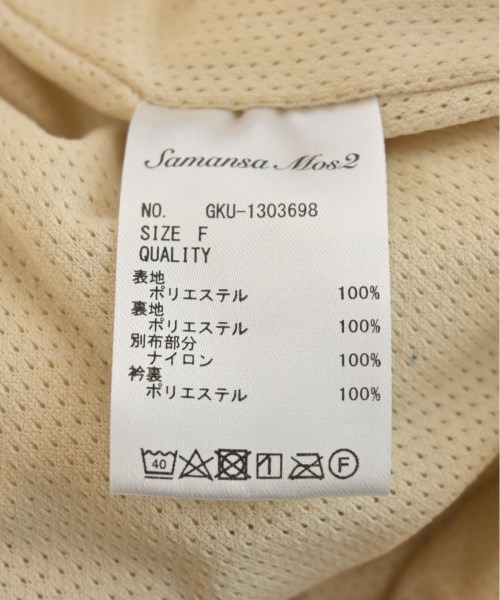 Samansa Mos2
NO. GKU-1303698
SIZE F
QUALITY
表地
ポリエステル 100%
裏地
ポリエステル 100%
別布部分
ナイロン 100%
衿裏
ポリエステル 100%
40 F